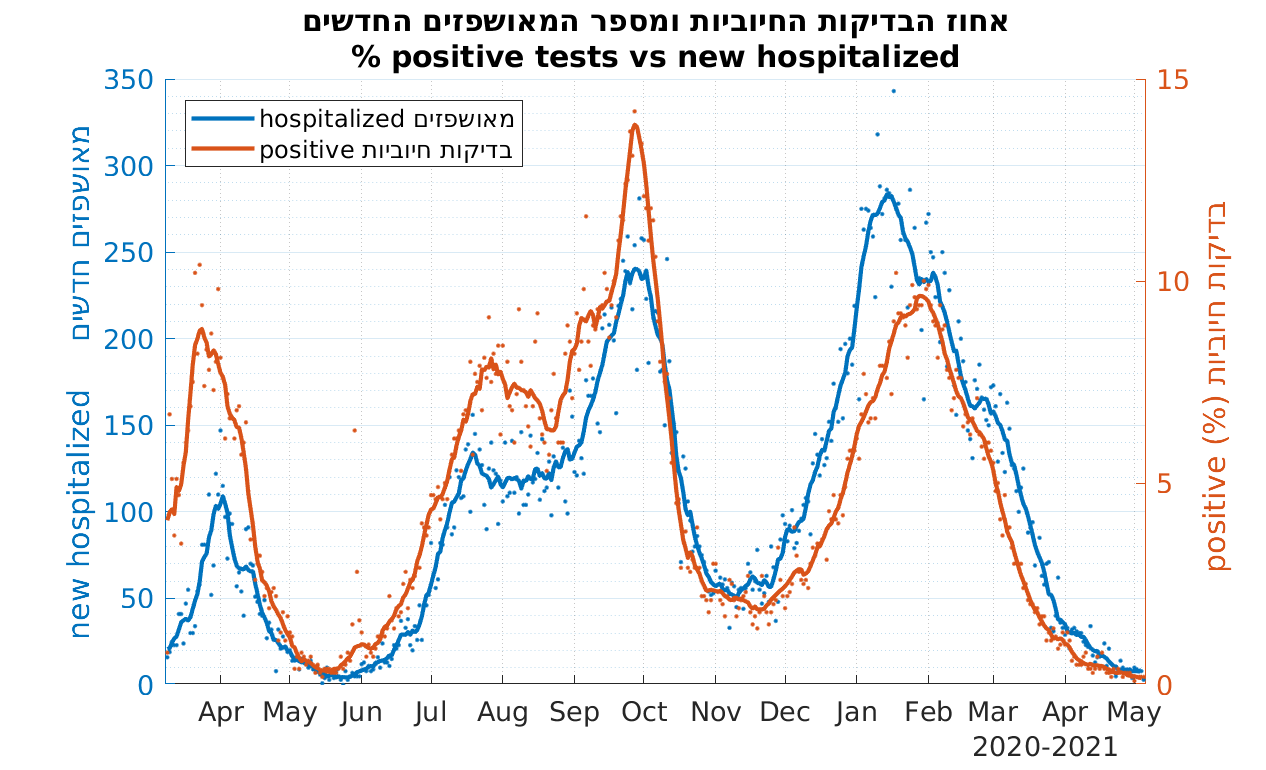 אחוז הבדיקות החיוביות ומספר המאושפזים החדשים
% positive tests vs new hospitalized
350
300
250
200
150
100
50
0
new hospitalized מאושפזים חדשים
hospitalized מאושפזים
positive בדיקות חיוביות
15
10
5
0
positive (%) בדיקות חיוביות
Apr May Jun Jul Aug Sep Oct Nov Dec Jan Feb Mar Apr May
2020-2021